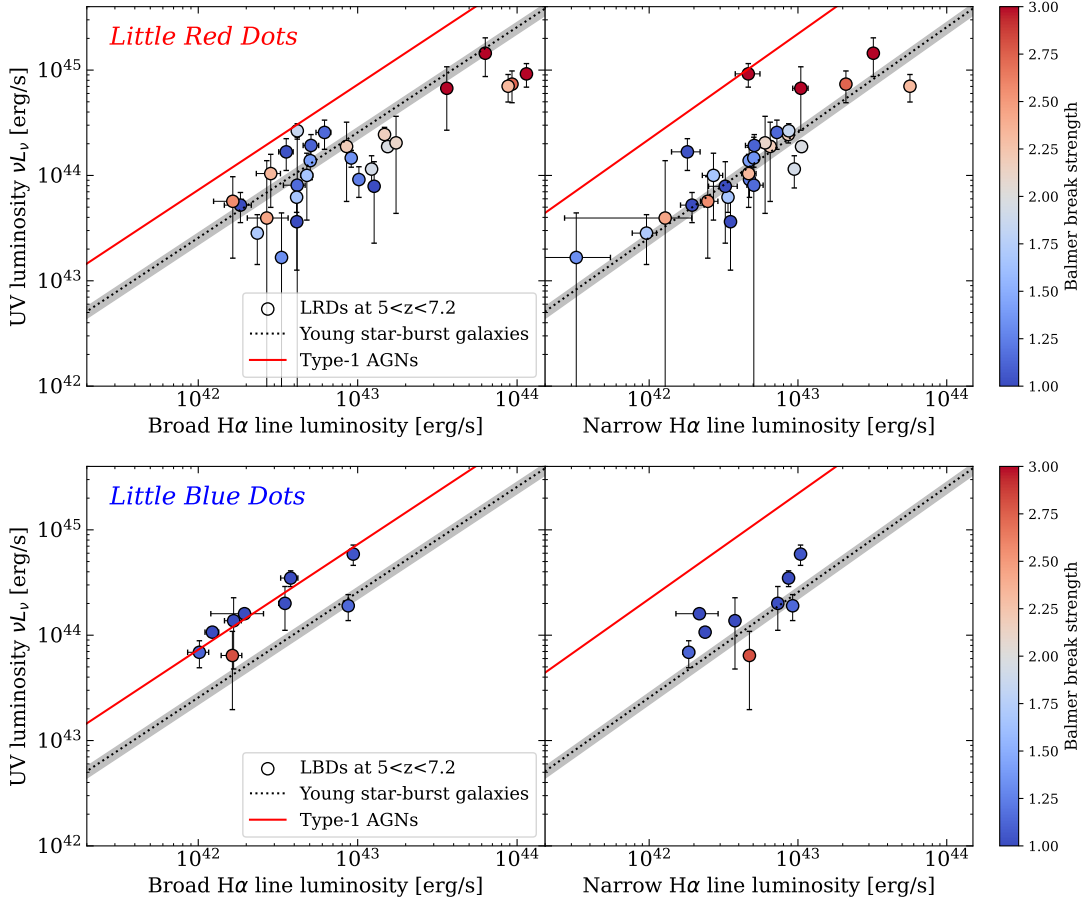 Little Red Dots
UV luminosity νLν [erg/s]
10^45
10^44
10^43
10^42
LRDs at 5<z<7.2
Young star-burst galaxies
Type-1 AGNs
10^42
10^43
10^44
Broad Hα line luminosity [erg/s]
10^42
10^43
10^44
Narrow Hα line luminosity [erg/s]
3.00
2.75
2.50
2.25
2.00
1.75
1.50
1.25
1.00
Balmer break strength
Little Blue Dots
UV luminosity νLν [erg/s]
10^45
10^44
10^43
10^42
LBDs at 5<z<7.2
Young star-burst galaxies
Type-1 AGNs
10^42
10^43
10^44
Broad Hα line luminosity [erg/s]
10^42
10^43
10^44
Narrow Hα line luminosity [erg/s]
3.00
2.75
2.50
2.25
2.00
1.75
1.50
1.25
1.00
Balmer break strength